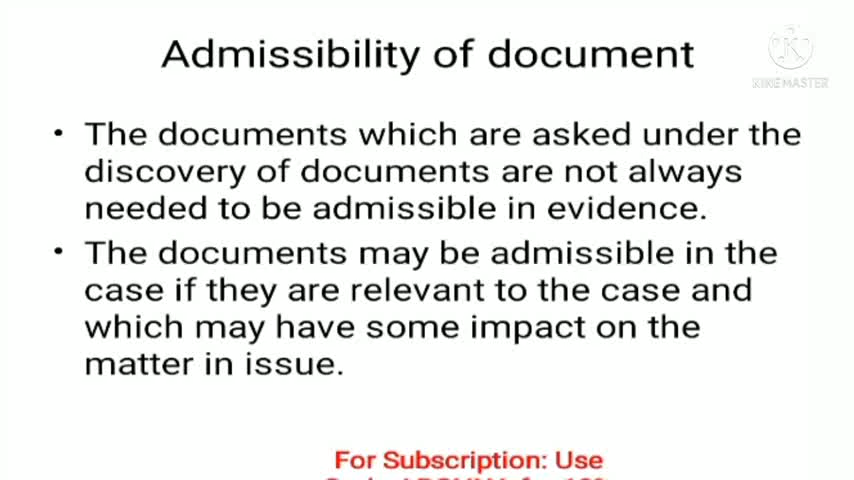 Admissibility of document
KINEMASTER
• The documents which are asked under the
discovery of documents are not always
needed to be admissible in evidence.
• The documents may be admissible in the
case if they are relevant to the case and
which may have some impact on the
matter in issue.
For Subscription: Use